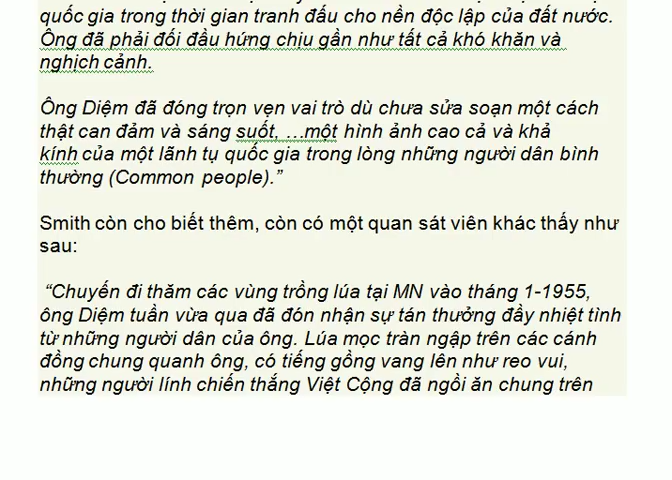 quốc gia trong thời gian tranh đấu cho nền độc lập của đất nước.
Ông đã phải đối đầu hứng chịu gần như tất cả khó khăn và
nghịch cảnh.
Ông Diệm đã đóng trọn vẹn vai trò dù chưa sửa soạn một cách
thật can đảm và sáng suốt, …một hình ảnh cao cả và khả
kính của một lãnh tụ quốc gia trong lòng những người dân bình
thường (Common people).”
Smith còn cho biết thêm, còn có một quan sát viên khác thấy như
sau:
“Chuyến đi thăm các vùng trồng lúa tại MN vào tháng 1-1955,
ông Diệm tuần vừa qua đã đón nhận sự tán thưởng đầy nhiệt tình
từ những người dân của ông. Lúa mọc tràn ngập trên các cánh
đồng chung quanh ông, có tiếng gồng vang lên như reo vui,
những người lính chiến thắng Việt Cộng đã ngồi ăn chung trên